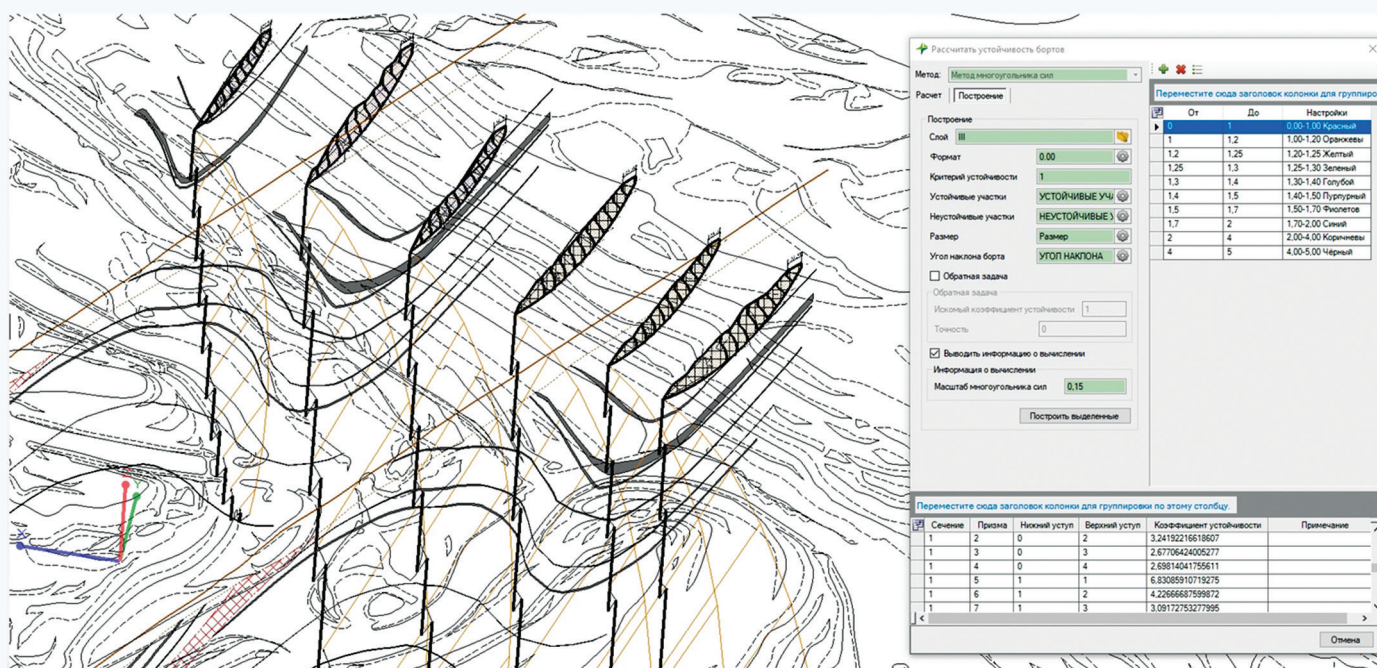 Рассчитать устойчивость бортов
Метод: Метод многоугольника сил
Расчет Построение
Построение
Слой III
Формат 0.00
Критерий устойчивости 1
Устойчивые участки УСТОЙЧИВЫЕ УЧА
Неустойчивые участки НЕУСТОЙЧИВЫЕ У
Размер Размер
Угол наклона борта УГОЛ НАКЛОНА
Обратная задача
Обратная задача
Искомый коэффициент устойчивости 1
Точность 0
Выводить информацию о вычислении
Информация о вычислении
Масштаб многоугольника сил 0,15
Построить выделенные
Переместите сюда заголовок колонки для группиро
От До Настройки
0 1 0,00-1,00 Красный
1 1,2 1,00-1,20 Оранжевы
1,2 1,25 1,20-1,25 Желтый
1,25 1,3 1,25-1,30 Зеленый
1,3 1,4 1,30-1,40 Голубой
1,4 1,5 1,40-1,50 Пурпурный
1,5 1,7 1,50-1,70 Фиолетов
1,7 2 1,70-2,00 Синий
2 4 2,00-4,00 Коричневы
4 5 4,00-5,00 Чёрный
Переместите сюда заголовок колонки для группировки по этому столбцу.
Сечение Призма Нижний уступ Верхний уступ Коэффициент устойчивости Примечание
1 2 0 2 3,24192216618607
1 3 0 3 2,67706424005277
1 4 0 4 2,69814041755611
1 5 1 1 6,83085910719275
1 6 1 2 4,22666687599872
1 7 1 3 3,09172753277995
Отмена